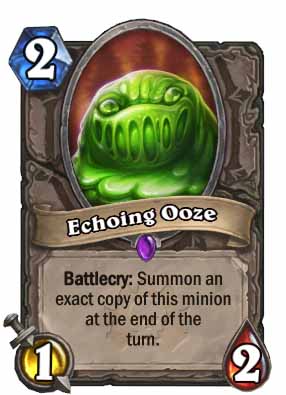 2
Echoing Ooze
Battlecry: Summon an
exact copy of this minion
at the end of the
turn.
1
2